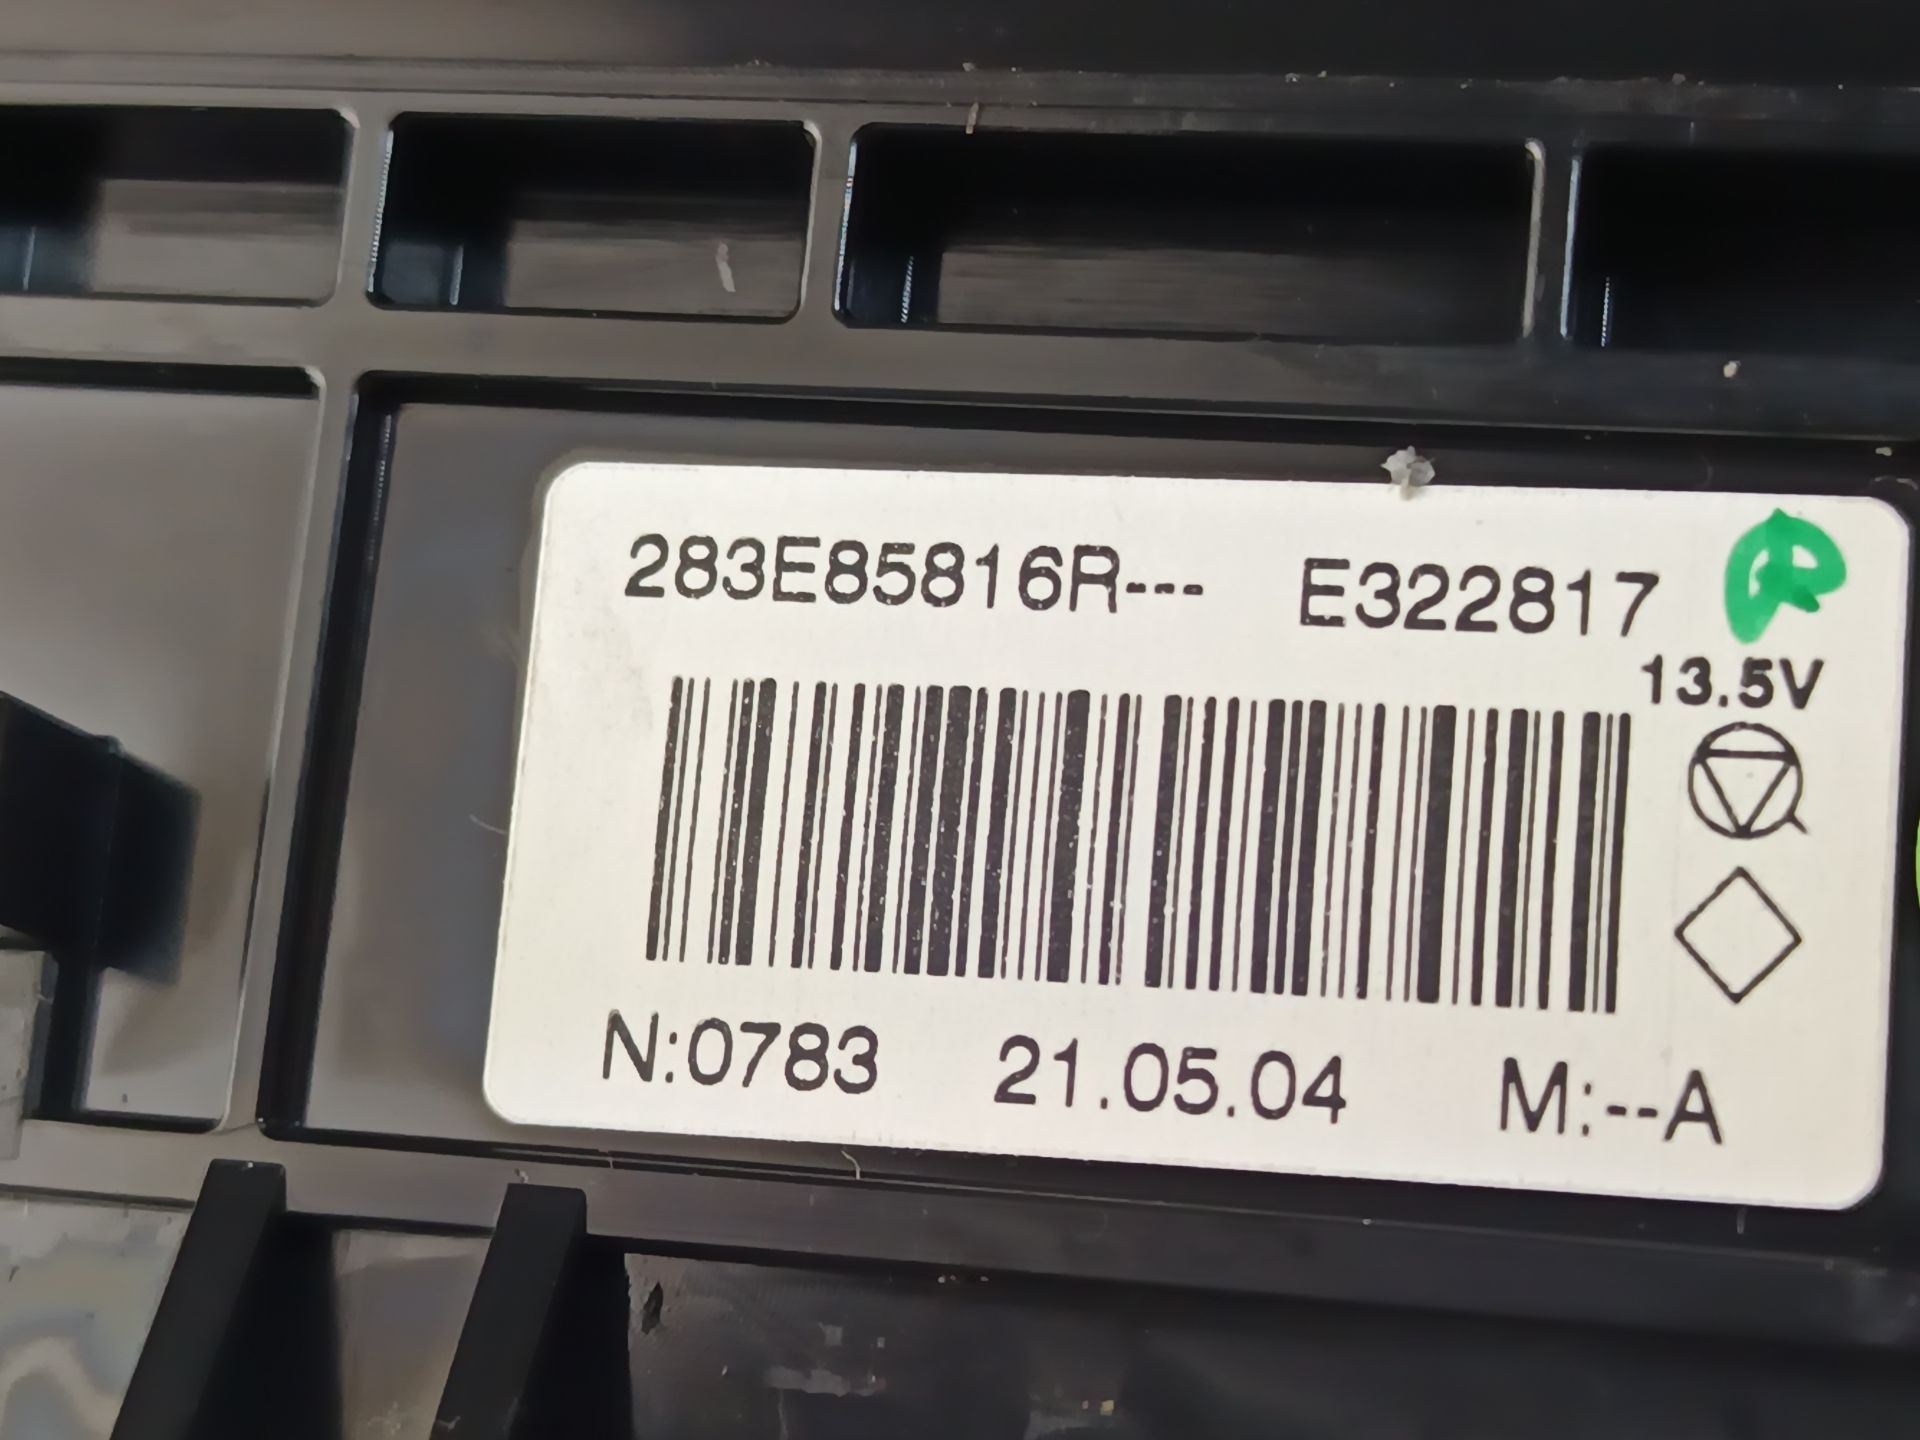 283E85816R--- E322817
13.5V
N:0783 21.05.04 M:--A